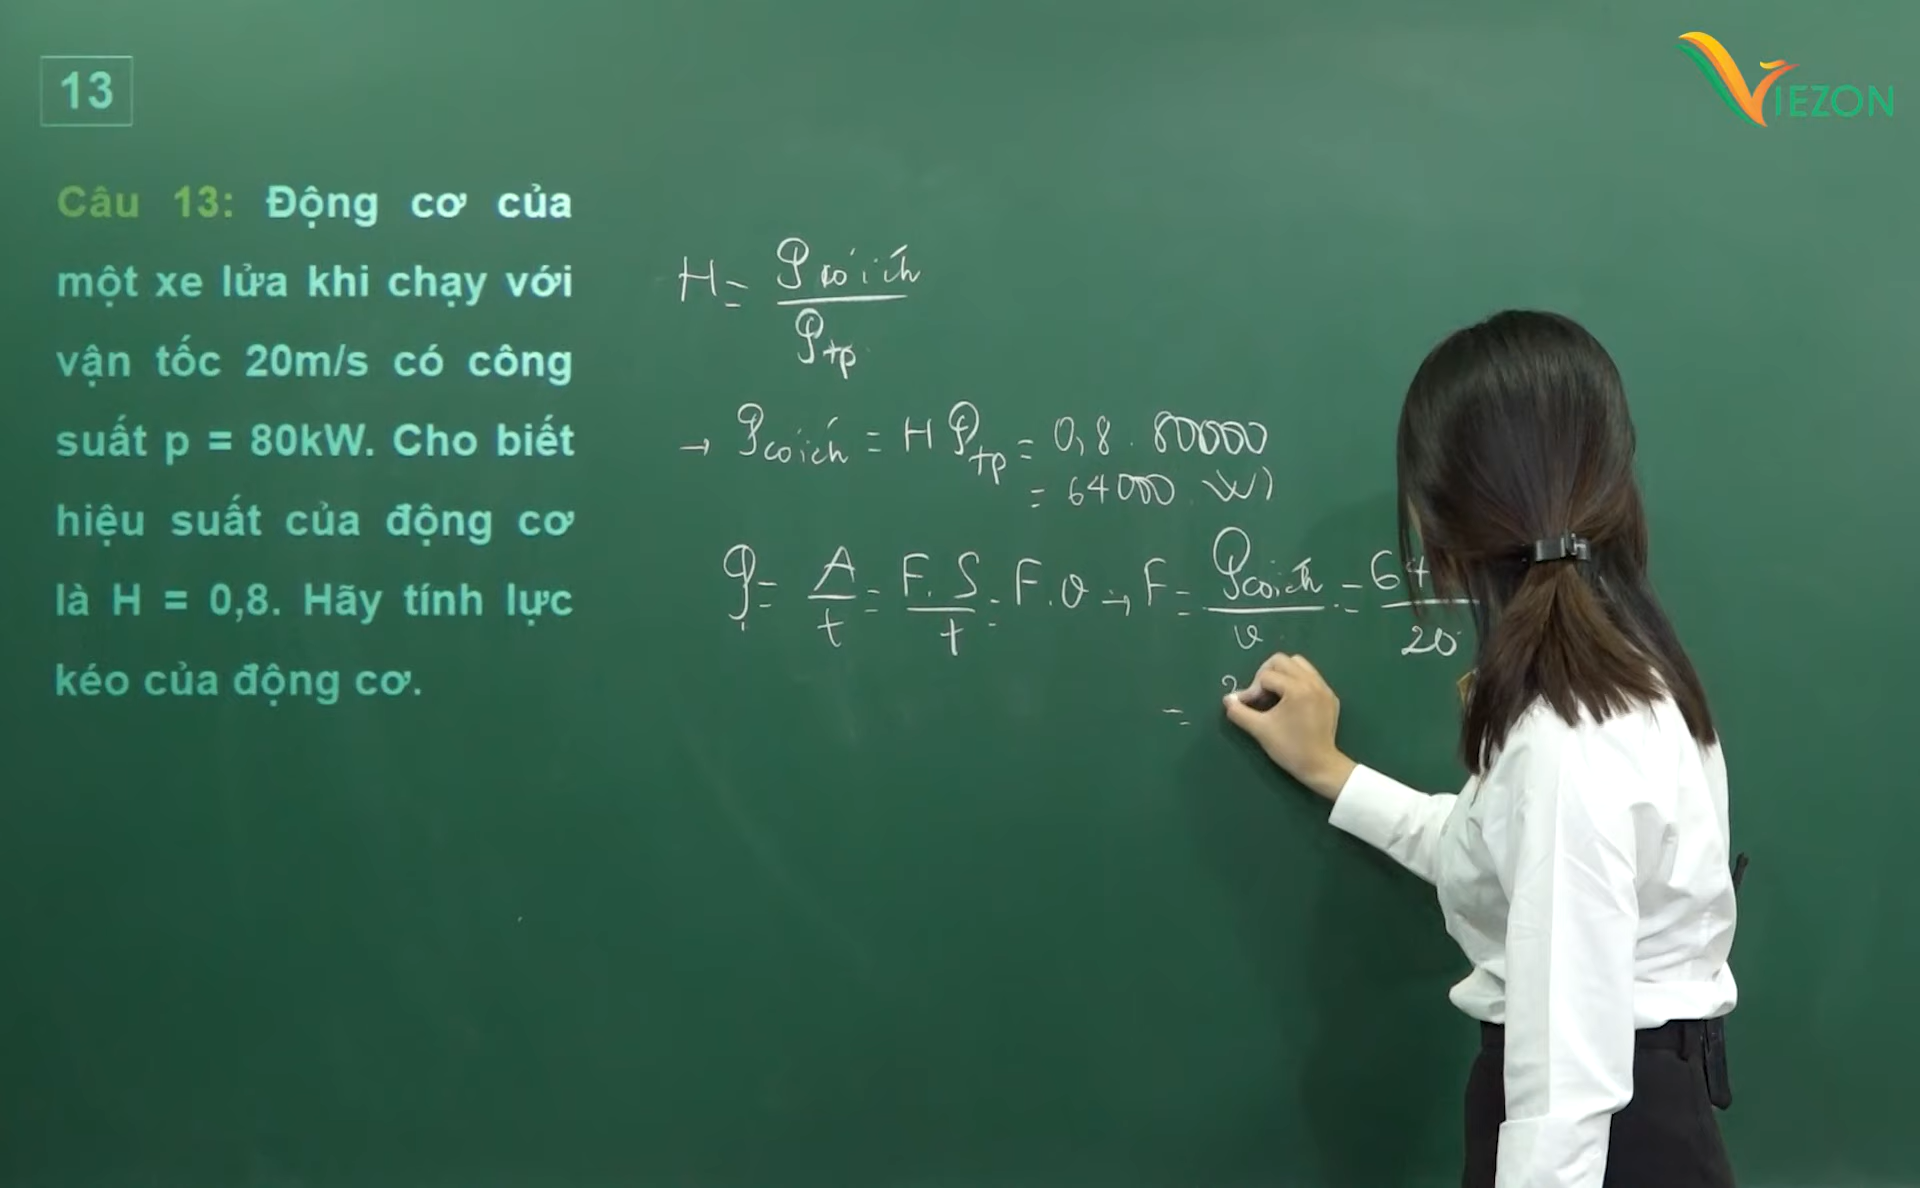 VIEZON
13
Câu 13: Động cơ của
một xe lửa khi chạy với
vận tốc 20m/s có công
suất p = 80kW. Cho biết
hiệu suất của động cơ
là H = 0,8. Hãy tính lực
kéo của động cơ.
H = 𝒫có ích / 𝒫tp
→ 𝒫có ích = H 𝒫tp = 0,8 . 80000
= 64000 W)
𝒫 = A/t = F.S/t = F.v → F = 𝒫có ích/v = 64/20
=